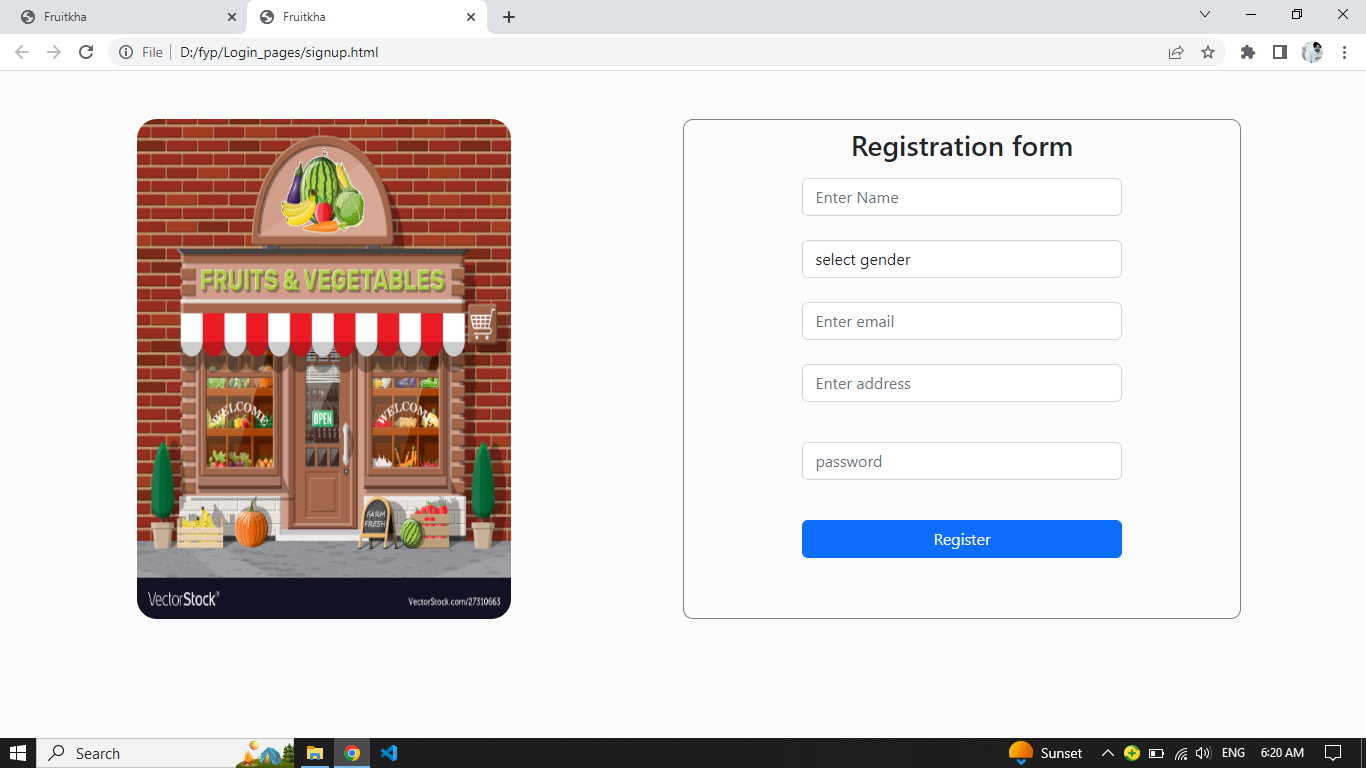 Fruitkha
Fruitkha
File
D:/fyp/Login_pages/signup.html
FRUITS & VEGETABLES
WELCOME
OPEN
WELCOME
FARM
FRESH
VectorStock®
VectorStock.com/27310663
Registration form
Enter Name
select gender
Enter email
Enter address
password
Register
Search
Sunset
ENG
6:20 AM